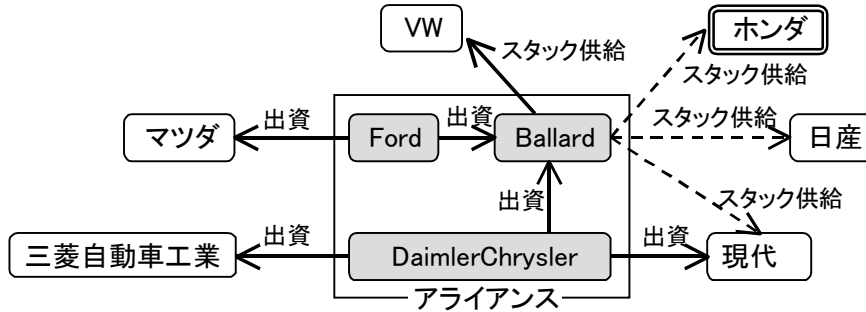 VW
スタック供給
ホンダ
スタック供給
マツダ
出資
Ford
出資
Ballard
スタック供給
日産
出資
スタック供給
三菱自動車工業
出資
DaimlerChrysler
出資
現代
アライアンス